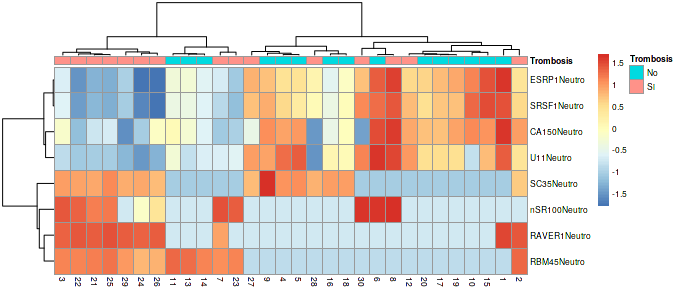 Trombosis
ESRP1Neutro
SRSF1Neutro
CA150Neutro
U11Neutro
SC35Neutro
nSR100Neutro
RAVER1Neutro
RBM45Neutro
3 22 21 25 29 24 26 11 13 14 7 23 27 9 4 5 28 16 18 30 6 8 12 20 17 19 10 15 1 2
1.5
1
0.5
0
-0.5
-1
-1.5
Trombosis
No
SI